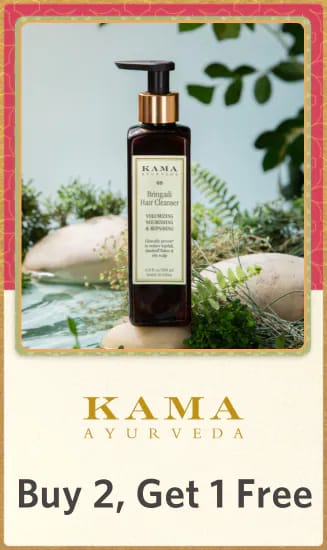 KAMA
AYURVEDA
Bringadi
Hair Cleanser
VOLUMIZING
NOURISHING
& REPAIRING
KAMA
AYURVEDA
Buy 2, Get 1 Free